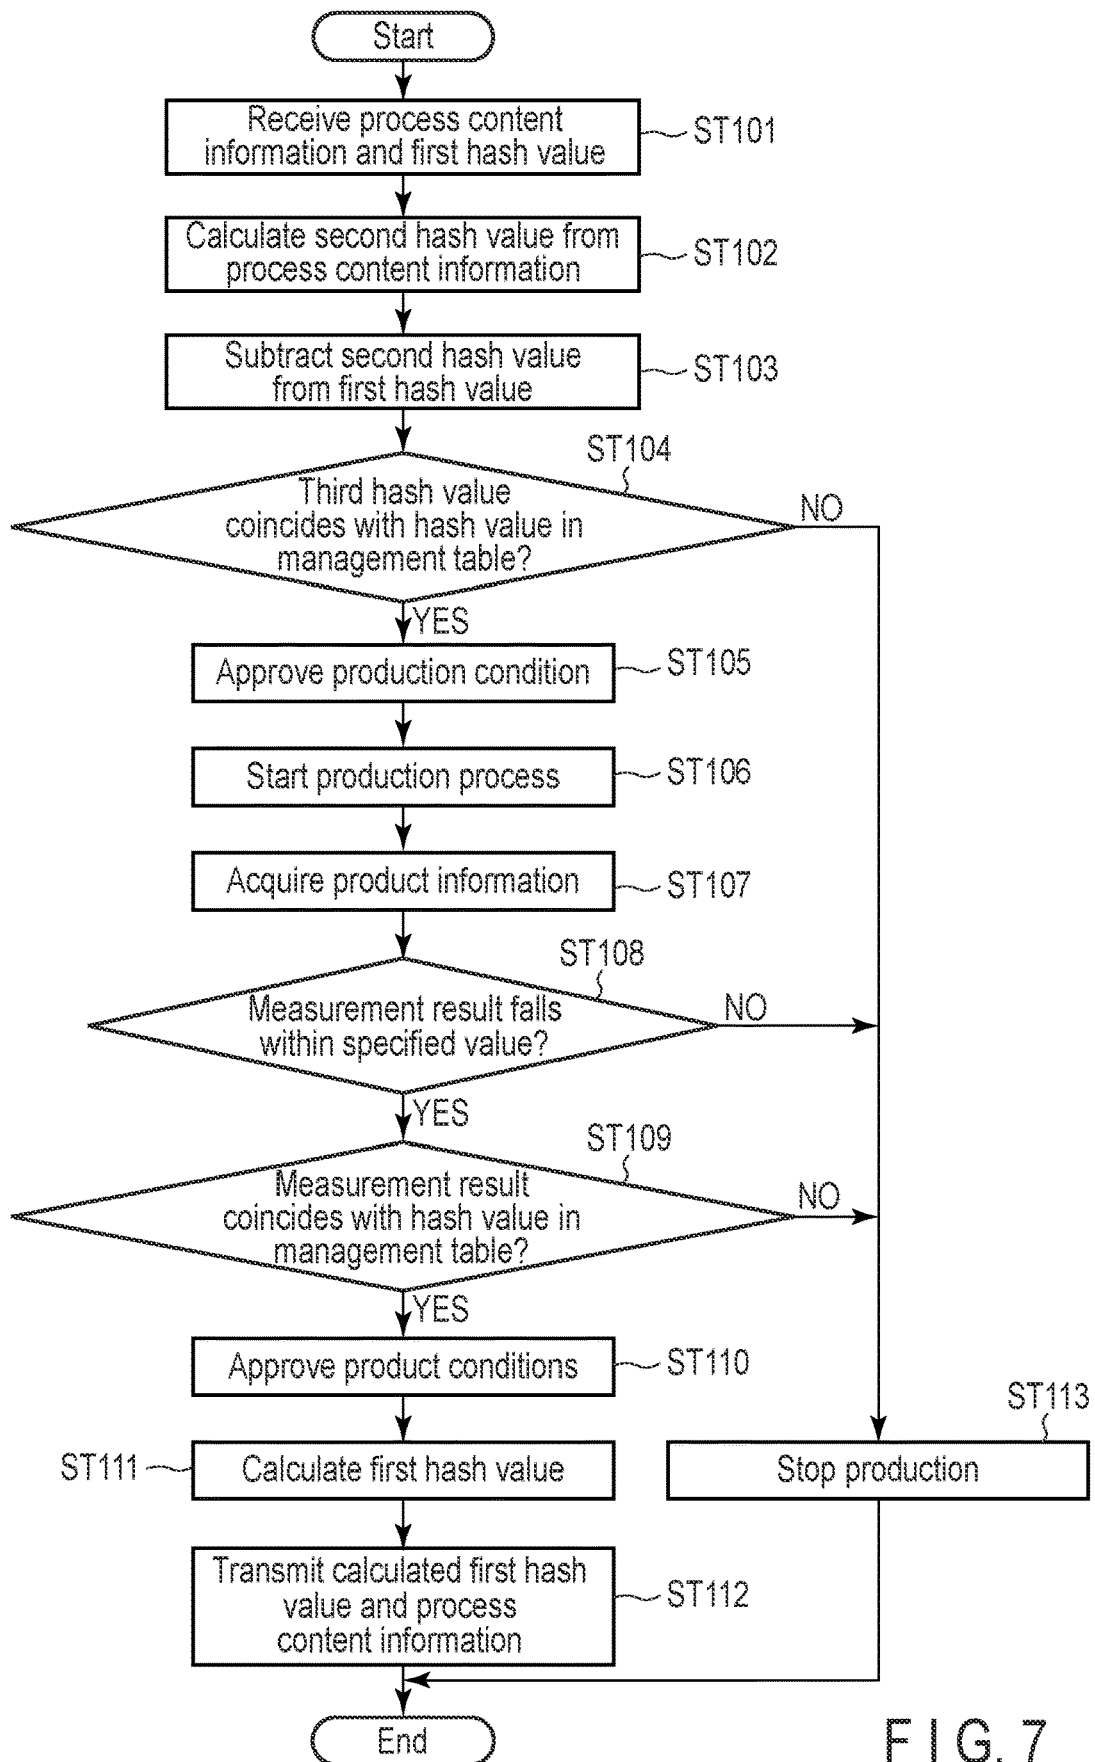 Start
Receive process content
information and first hash value
ST101
Calculate second hash value from
process content information
ST102
Subtract second hash value
from first hash value
ST103
ST104
Third hash value
coincides with hash value in
management table?
NO
YES
Approve production condition
ST105
Start production process
ST106
Acquire product information
ST107
ST108
Measurement result falls
within specified value?
NO
YES
ST109
Measurement result
coincides with hash value in
management table?
NO
YES
Approve product conditions
ST110
ST111
Calculate first hash value
ST113
Stop production
Transmit calculated first hash
value and process
content information
ST112
End
FIG. 7